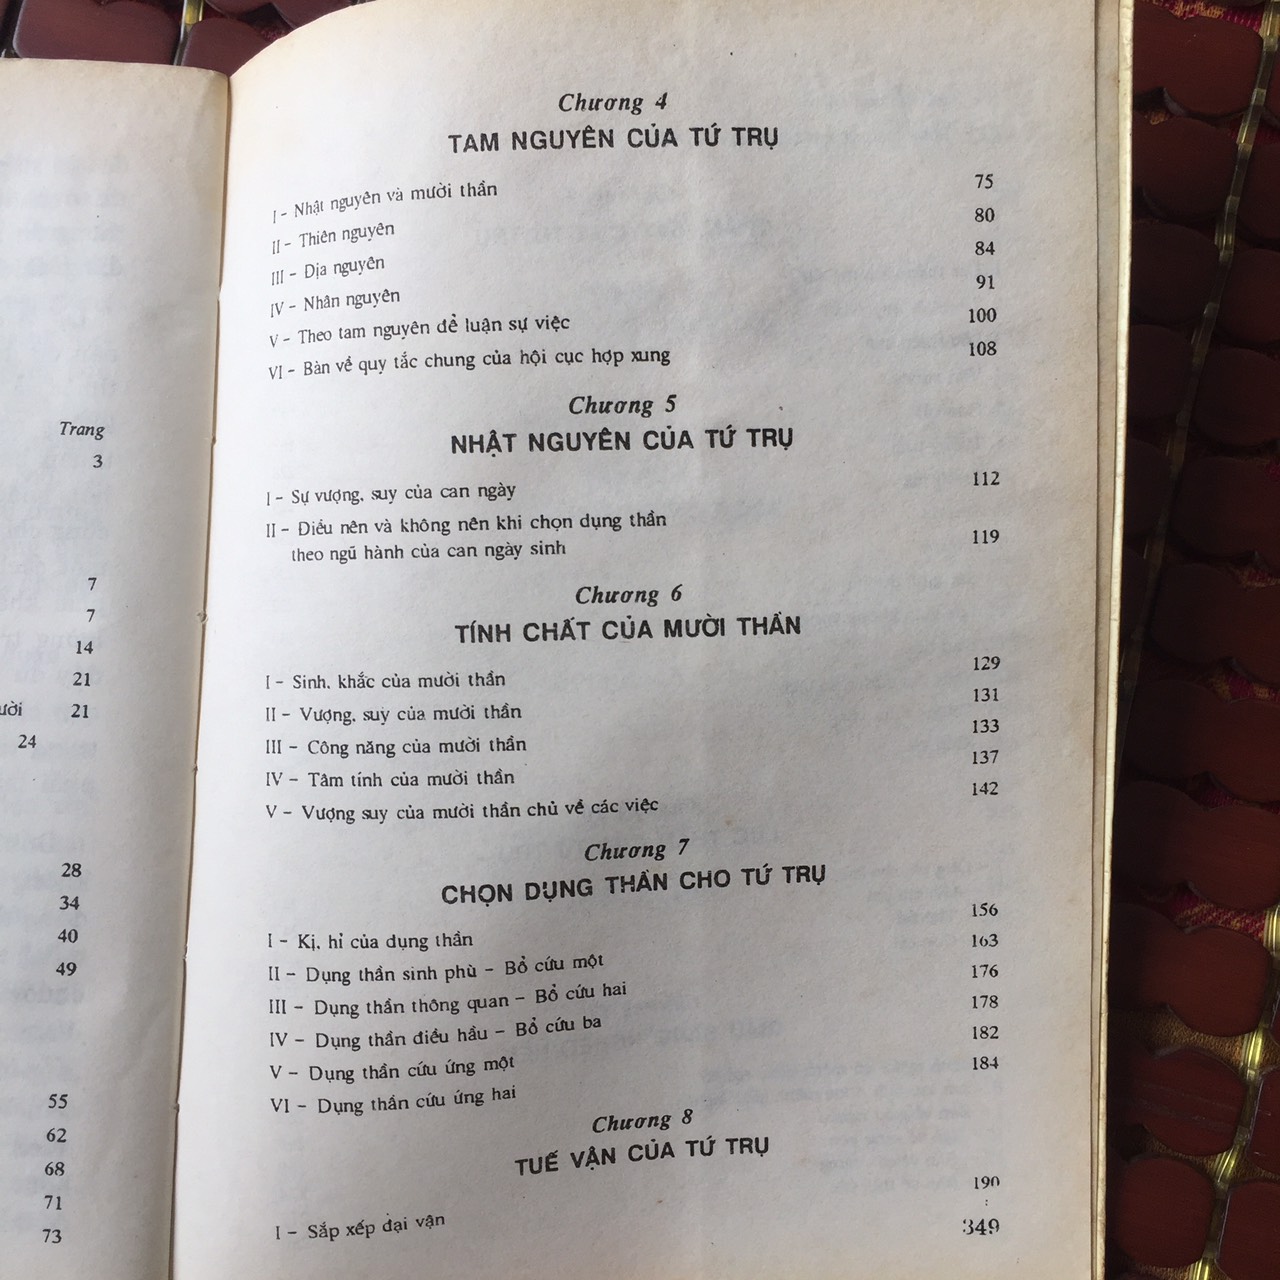 Trang
3
7
7
14
21
ười 21
24
28
34
40
49
55
62
68
71
73
Chương 4
TAM NGUYÊN CỦA TỨ TRỤ
I - Nhật nguyên và mười thần 75
II - Thiên nguyên 80
III - Địa nguyên 84
IV - Nhân nguyên 91
V - Theo tam nguyên để luận sự việc 100
VI - Bàn về quy tắc chung của hội cục hợp xung 108
Chương 5
NHẬT NGUYÊN CỦA TỨ TRỤ
I - Sự vượng, suy của can ngày 112
II - Điều nên và không nên khi chọn dụng thần
theo ngũ hành của can ngày sinh 119
Chương 6
TÍNH CHẤT CỦA MƯỜI THẦN
I - Sinh, khắc của mười thần 129
II - Vượng, suy của mười thần 131
III - Công năng của mười thần 133
IV - Tâm tính của mười thần 137
V - Vượng suy của mười thần chủ về các việc 142
Chương 7
CHỌN DỤNG THẦN CHO TỨ TRỤ
I - Kị, hỉ của dụng thần 156
II - Dụng thần sinh phù - Bổ cứu một 163
III - Dụng thần thông quan - Bổ cứu hai 176
IV - Dụng thần điều hầu - Bổ cứu ba 178
V - Dụng thần cứu ứng một 182
VI - Dụng thần cứu ứng hai 184
Chương 8
TUẾ VẬN CỦA TỨ TRỤ
I - Sắp xếp đại vận 190
349